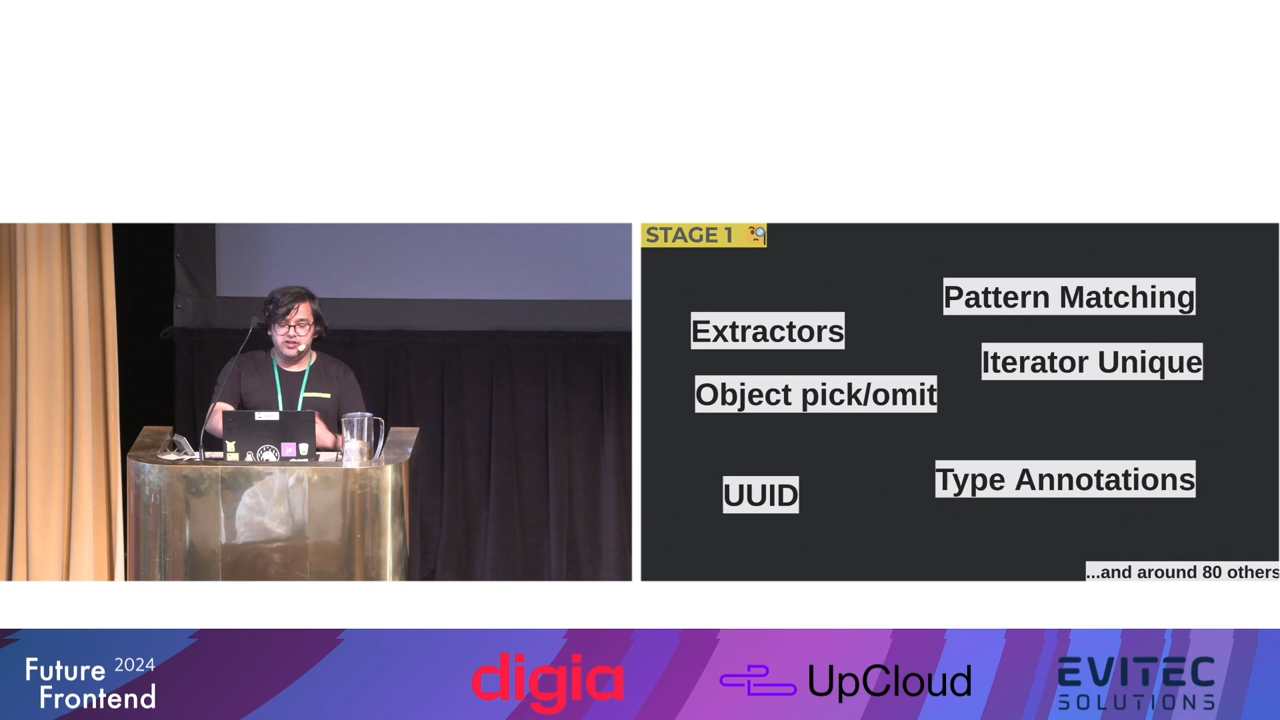 STAGE 1
Pattern Matching
Extractors
Iterator Unique
Object pick/omit
Type Annotations
UUID
...and around 80 others
Future 2024
Frontend
digia
UpCloud
EVITEC
SOLUTIONS